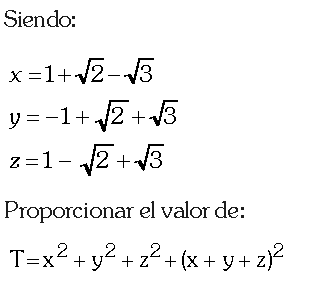 Siendo:
x = 1 + √2 − √3
y = −1 + √2 + √3
z = 1 − √2 + √3
Proporcionar el valor de:
T = x² + y² + z² + (x + y + z)²